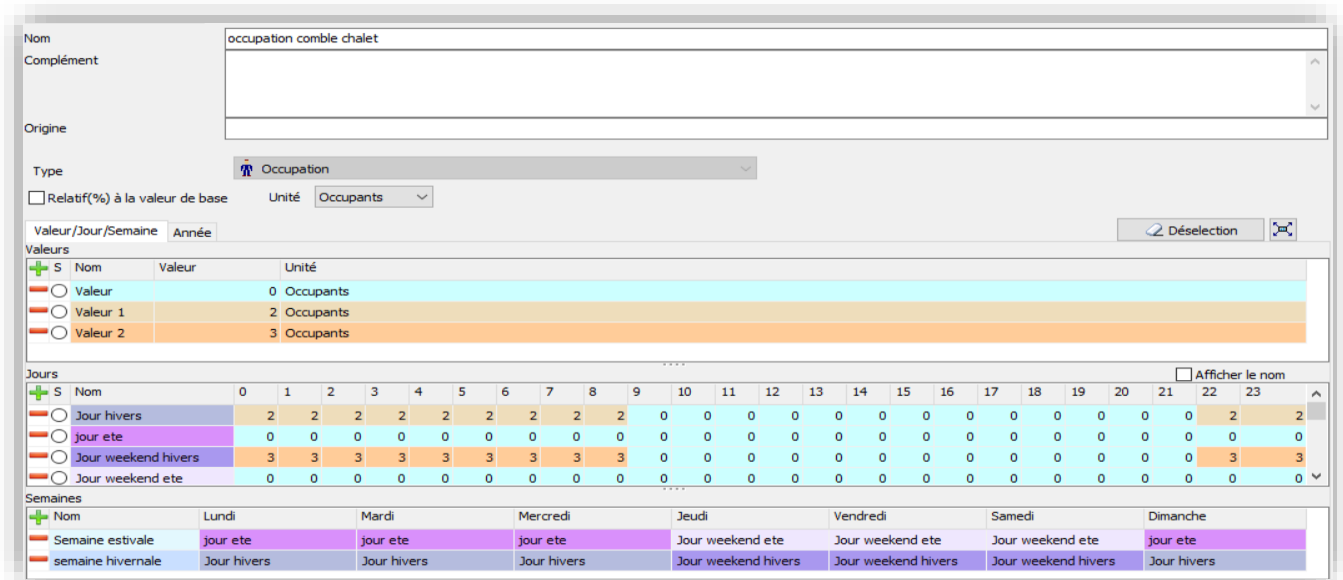 Nom occupation comble chalet
Complément
Origine
Type Occupation
Relatif(%) à la valeur de base Unité Occupants
Valeur/Jour/Semaine Année Déselection
Valeurs
S Nom Valeur Unité
Valeur 0 Occupants
Valeur 1 2 Occupants
Valeur 2 3 Occupants
Jours Afficher le nom
S Nom 0 1 2 3 4 5 6 7 8 9 10 11 12 13 14 15 16 17 18 19 20 21 22 23
Jour hivers 2 2 2 2 2 2 2 2 2 0 0 0 0 0 0 0 0 0 0 0 0 0 2 2
jour ete 0 0 0 0 0 0 0 0 0 0 0 0 0 0 0 0 0 0 0 0 0 0 0 0
Jour weekend hivers 3 3 3 3 3 3 3 3 3 0 0 0 0 0 0 0 0 0 0 0 0 0 3 3
Jour weekend ete 0 0 0 0 0 0 0 0 0 0 0 0 0 0 0 0 0 0 0 0 0 0 0 0
Semaines
Nom Lundi Mardi Mercredi Jeudi Vendredi Samedi Dimanche
Semaine estivale jour ete jour ete jour ete Jour weekend ete Jour weekend ete Jour weekend ete jour ete
semaine hivernale Jour hivers Jour hivers Jour hivers Jour weekend hivers Jour weekend hivers Jour weekend hivers Jour hivers